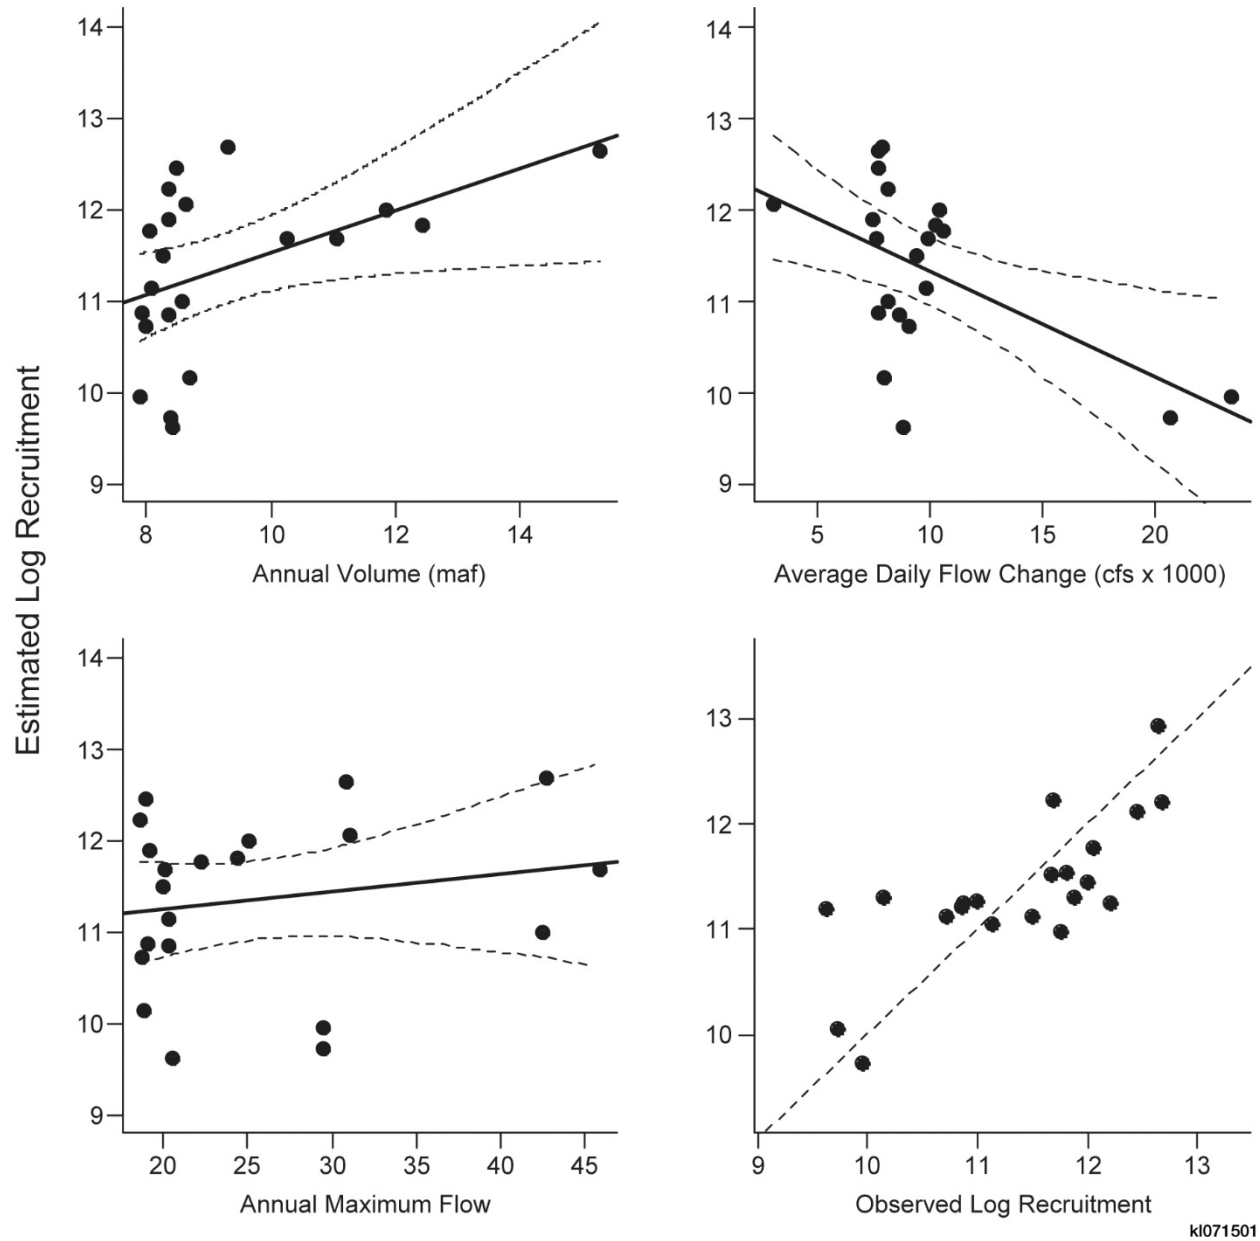 Estimated Log Recruitment
14
13
12
11
10
9
8 10 12 14
Annual Volume (maf)
14
13
12
11
10
9
5 10 15 20
Average Daily Flow Change (cfs x 1000)
14
13
12
11
10
9
20 25 30 35 40 45
Annual Maximum Flow
13
12
11
10
9 10 11 12 13
Observed Log Recruitment
kl071501